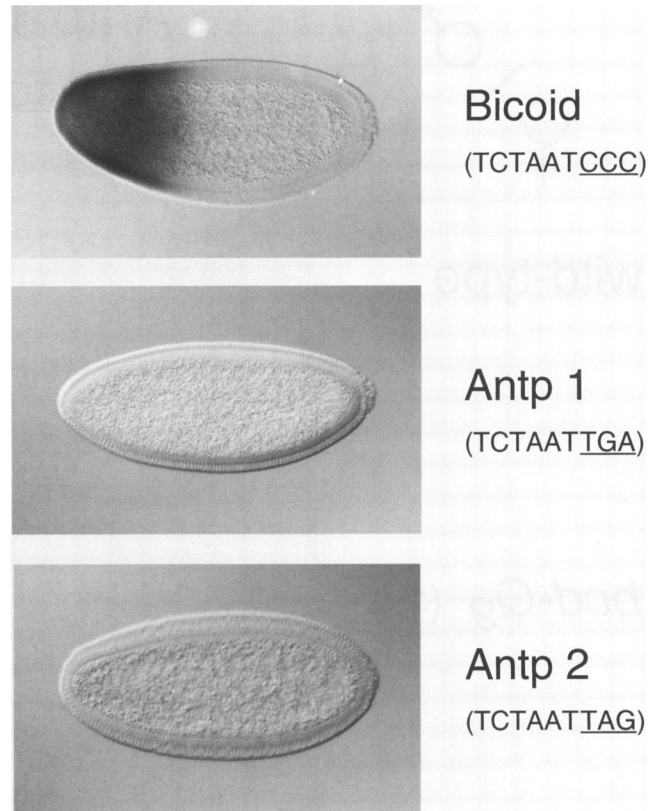 Bicoid
(TCTAATCCC)
Antp 1
(TCTAATTGA)
Antp 2
(TCTAATTAG)